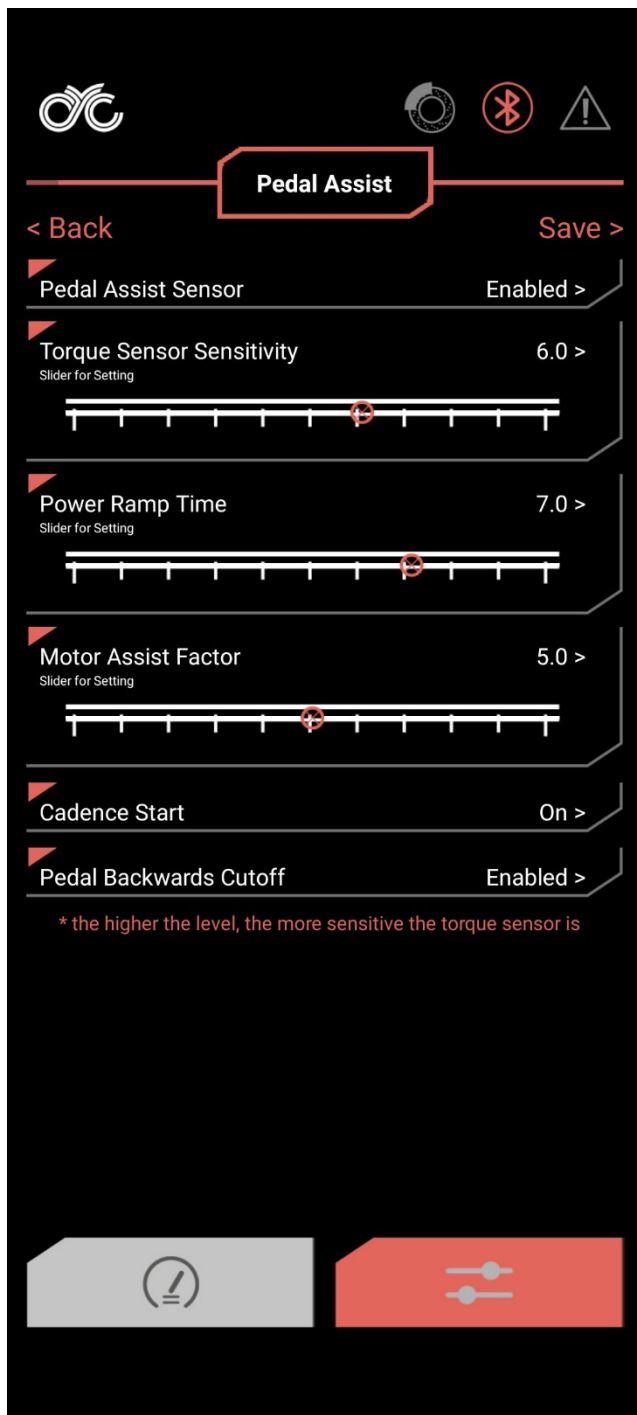 CYC
Pedal Assist
< Back
Save >
Pedal Assist Sensor
Enabled >
Torque Sensor Sensitivity
6.0 >
Slider for Setting
Power Ramp Time
7.0 >
Slider for Setting
Motor Assist Factor
5.0 >
Slider for Setting
Cadence Start
On >
Pedal Backwards Cutoff
Enabled >
* the higher the level, the more sensitive the torque sensor is